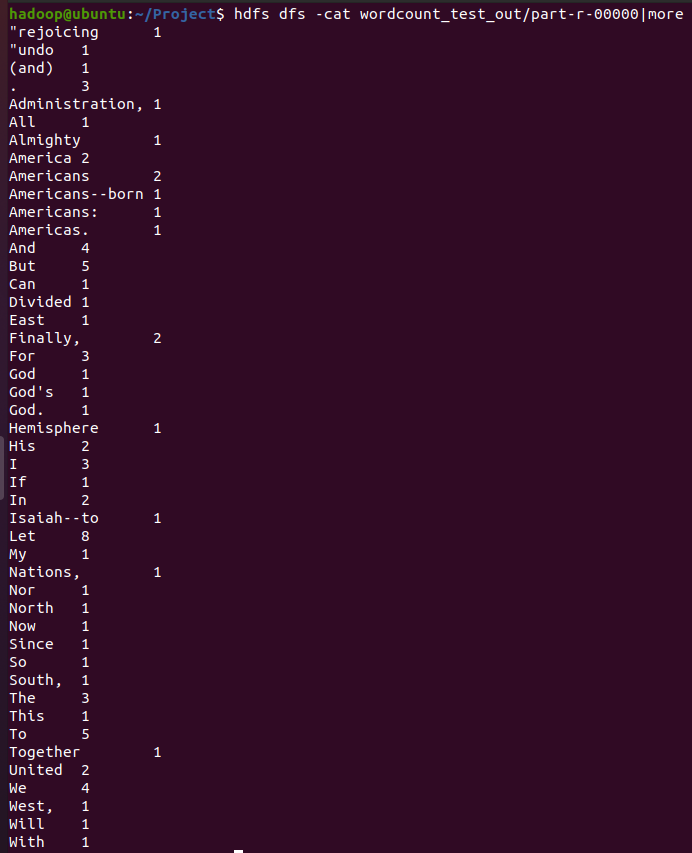 hadoop@ubuntu:~/Project$ hdfs dfs -cat wordcount_test_out/part-r-00000|more
"rejoicing 1
"undo 1
(and) 1
. 3
Administration, 1
All 1
Almighty 1
America 2
Americans 2
Americans--born 1
Americans: 1
Americas. 1
And 4
But 5
Can 1
Divided 1
East 1
Finally, 2
For 3
God 1
God's 1
God. 1
Hemisphere 1
His 2
I 3
If 1
In 2
Isaiah--to 1
Let 8
My 1
Nations, 1
Nor 1
North 1
Now 1
Since 1
So 1
South, 1
The 3
This 1
To 5
Together 1
United 2
We 4
West, 1
Will 1
With 1